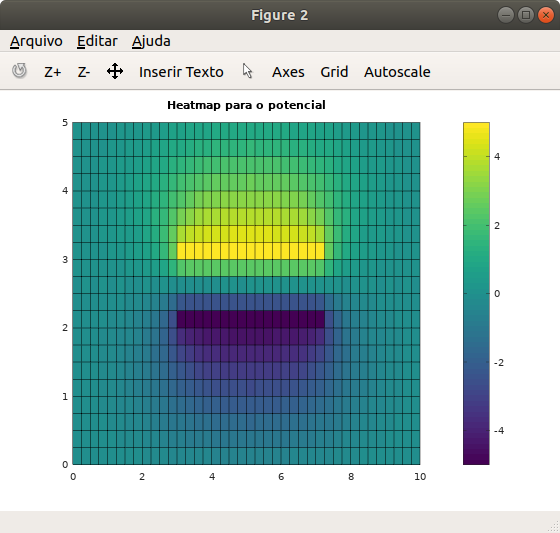 Figure 2
Arquivo Editar Ajuda
Z+ Z- Inserir Texto Axes Grid Autoscale
Heatmap para o potencial
5
4
3
2
1
0
0 2 4 6 8 10
4
2
0
-2
-4